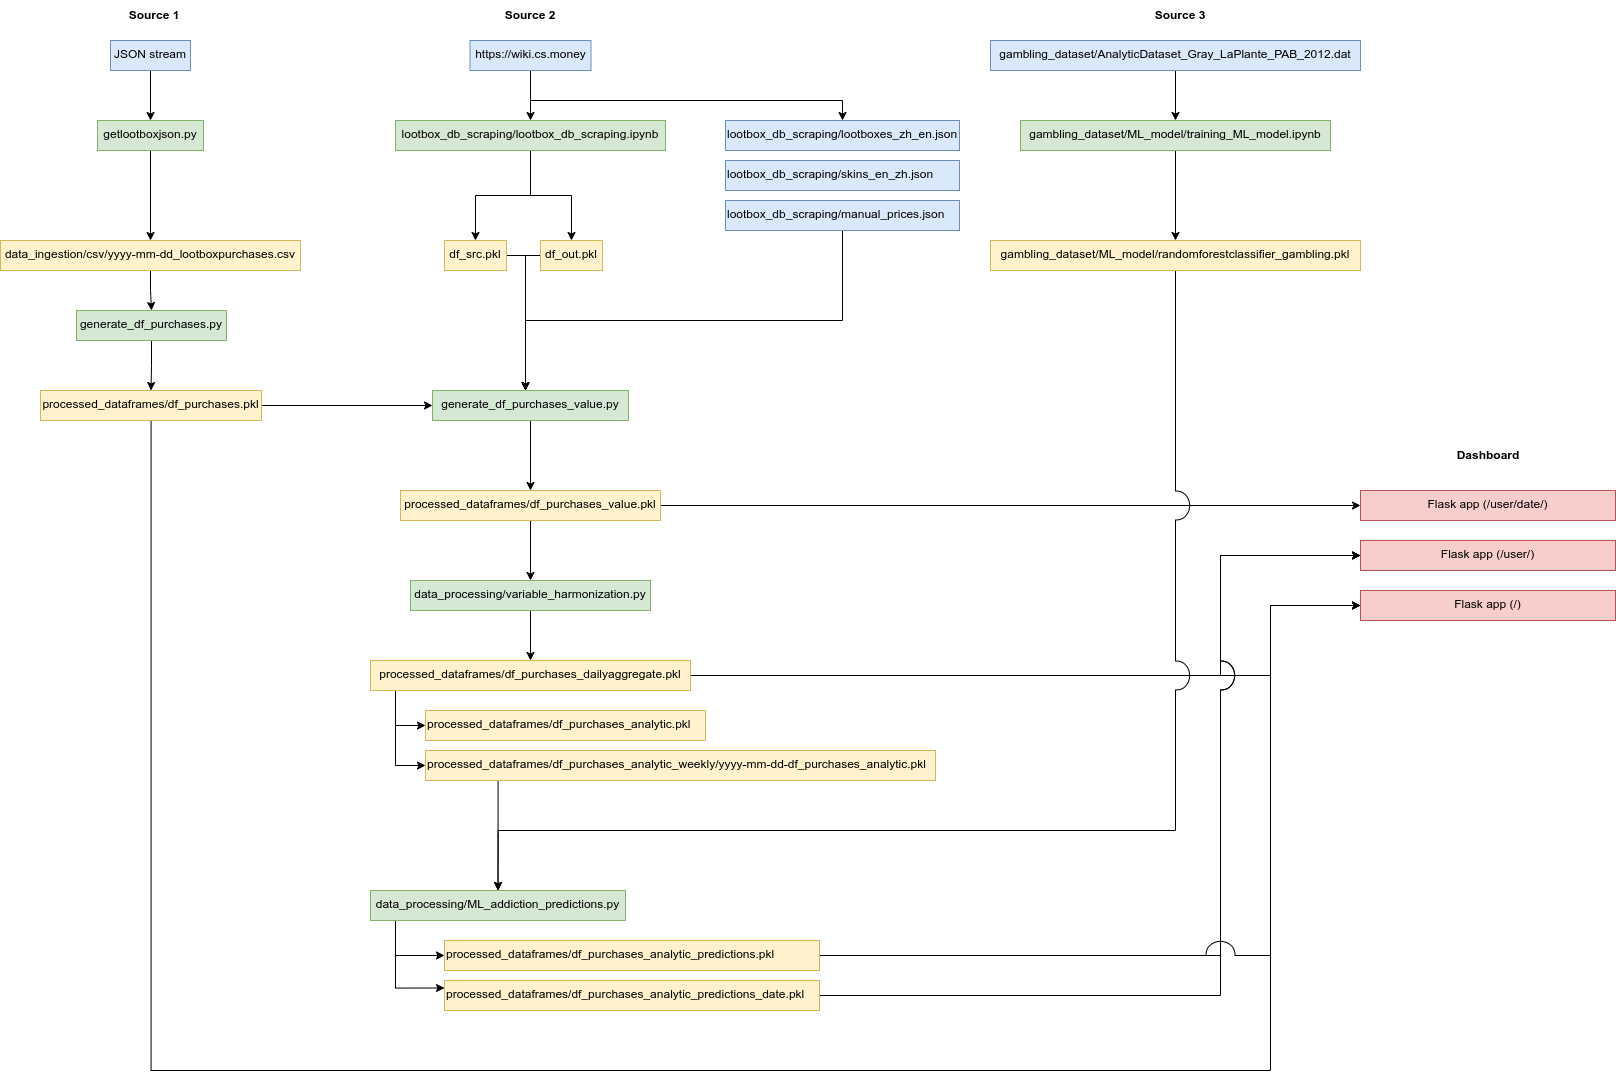 Source 1
Source 2
Source 3
JSON stream
https://wiki.cs.money
gambling_dataset/AnalyticDataset_Gray_LaPlante_PAB_2012.dat
getlootboxjson.py
lootbox_db_scraping/lootbox_db_scraping.ipynb
lootbox_db_scraping/lootboxes_zh_en.json
gambling_dataset/ML_model/training_ML_model.ipynb
lootbox_db_scraping/skins_en_zh.json
lootbox_db_scraping/manual_prices.json
data_ingestion/csv/yyyy-mm-dd_lootboxpurchases.csv
df_src.pkl
df_out.pkl
gambling_dataset/ML_model/randomforestclassifier_gambling.pkl
generate_df_purchases.py
processed_dataframes/df_purchases.pkl
generate_df_purchases_value.py
Dashboard
processed_dataframes/df_purchases_value.pkl
Flask app (/user/date/)
Flask app (/user/)
data_processing/variable_harmonization.py
Flask app (/)
processed_dataframes/df_purchases_dailyaggregate.pkl
processed_dataframes/df_purchases_analytic.pkl
processed_dataframes/df_purchases_analytic_weekly/yyyy-mm-dd-df_purchases_analytic.pkl
data_processing/ML_addiction_predictions.py
processed_dataframes/df_purchases_analytic_predictions.pkl
processed_dataframes/df_purchases_analytic_predictions_date.pkl